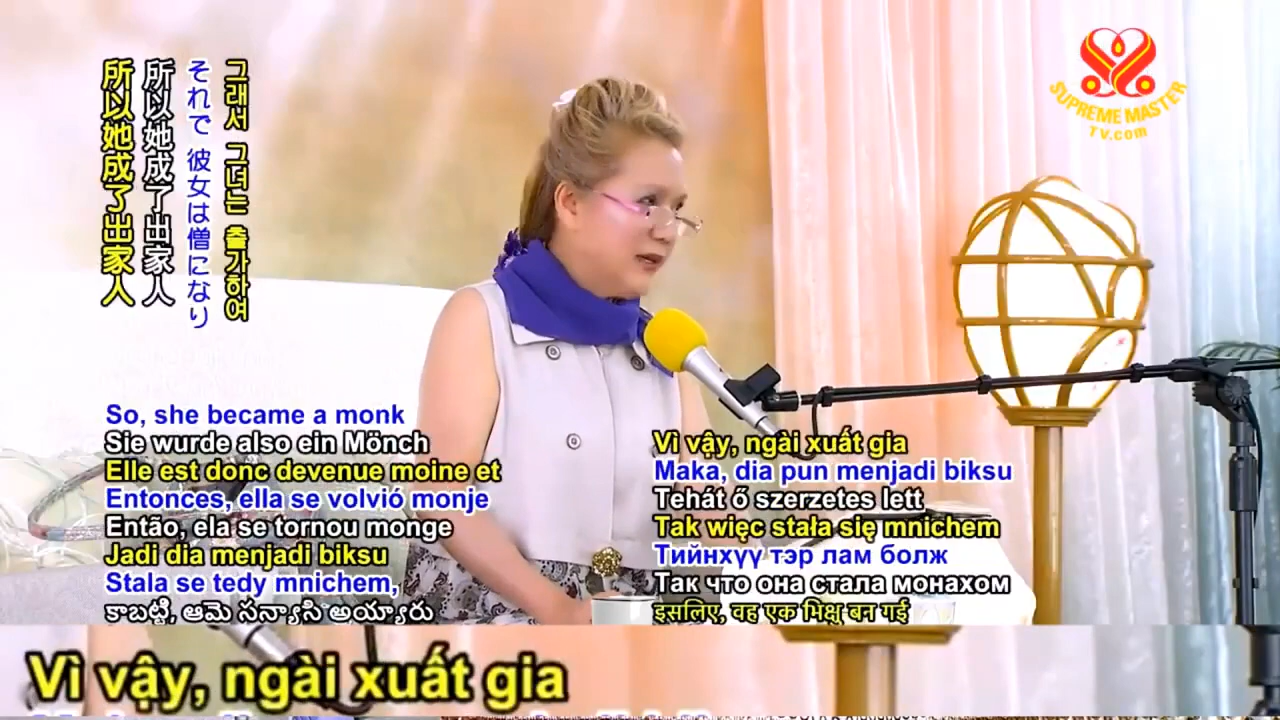 所以她成了出家人
所以她成了出家人
それで 彼女は僧になり
그래서 그녀는 출가하여
SUPREME MASTER
TV.com
So, she became a monk
Sie wurde also ein Mönch
Elle est donc devenue moine et
Entonces, ella se volvió monje
Então, ela se tornou monge
Jadi dia menjadi biksu
Stala se tedy mnichem,
కాబట్టి, ఆమె సన్యాసి అయ్యారు
Vì vậy, ngài xuất gia
Maka, dia pun menjadi biksu
Tehát ő szerzetes lett
Tak więc stała się mnichem
Тийнхүү тэр лам болж
Так что она стала монахом
इसलिए, वह एक भिक्षु बन गई
Vì vậy, ngài xuất gia